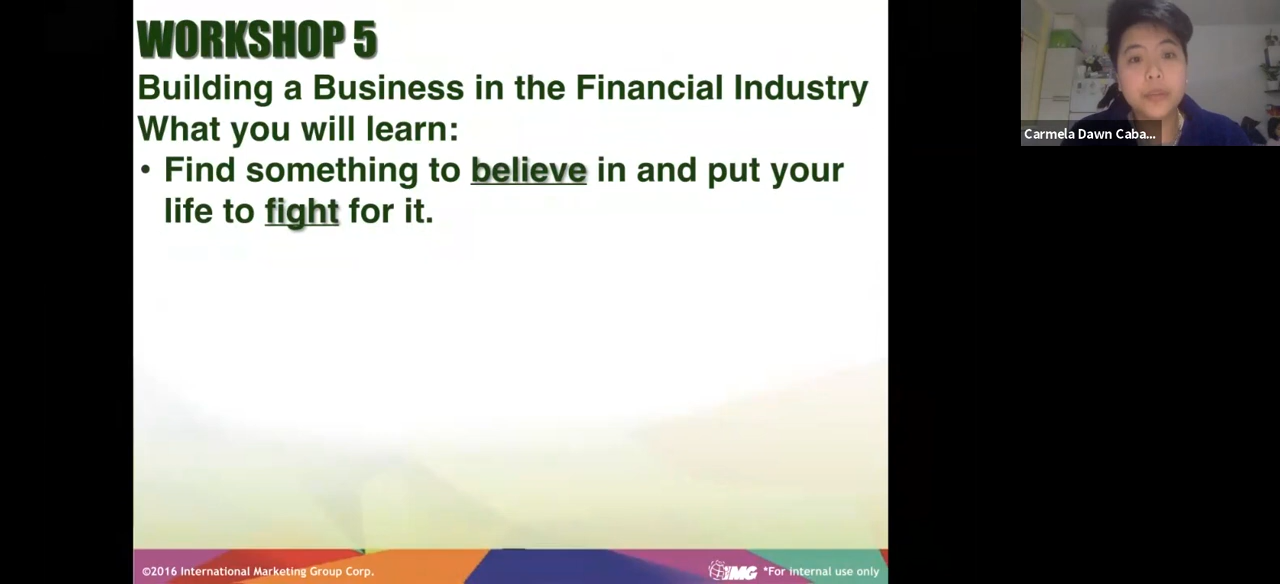 WORKSHOP 5
Building a Business in the Financial Industry
What you will learn:
• Find something to believe in and put your
life to fight for it.
Carmela Dawn Caba...
©2016 International Marketing Group Corp.
IMG
*For internal use only